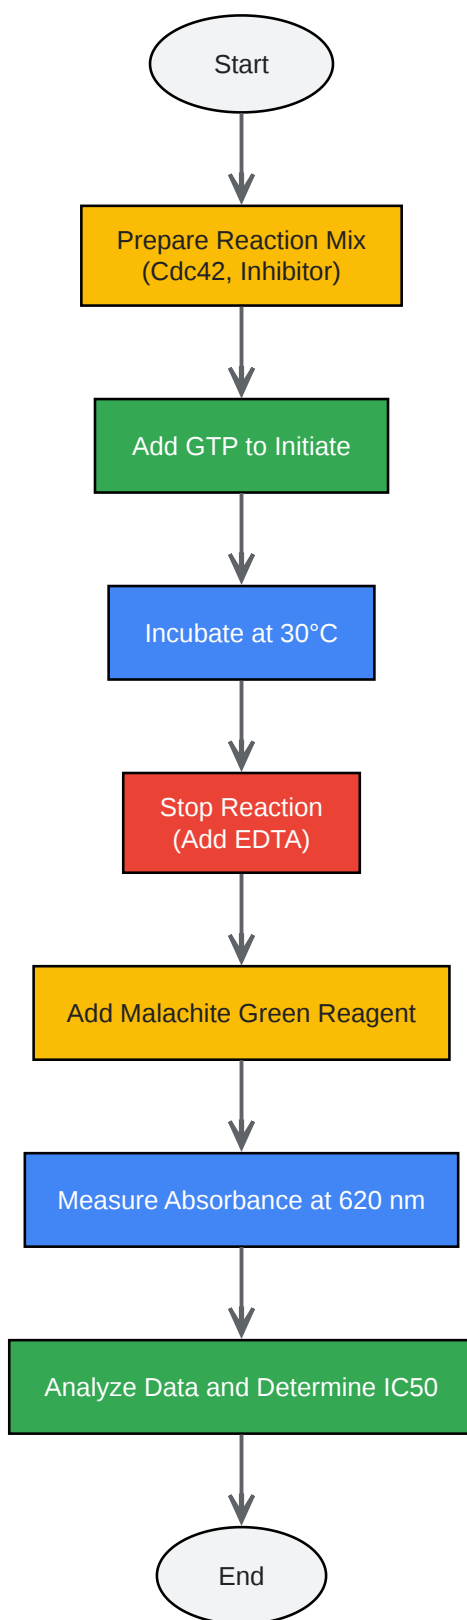 Start
Prepare Reaction Mix
(Cdc42, Inhibitor)
Add GTP to Initiate
Incubate at 30°C
Stop Reaction
(Add EDTA)
Add Malachite Green Reagent
Measure Absorbance at 620 nm
Analyze Data and Determine IC50
End